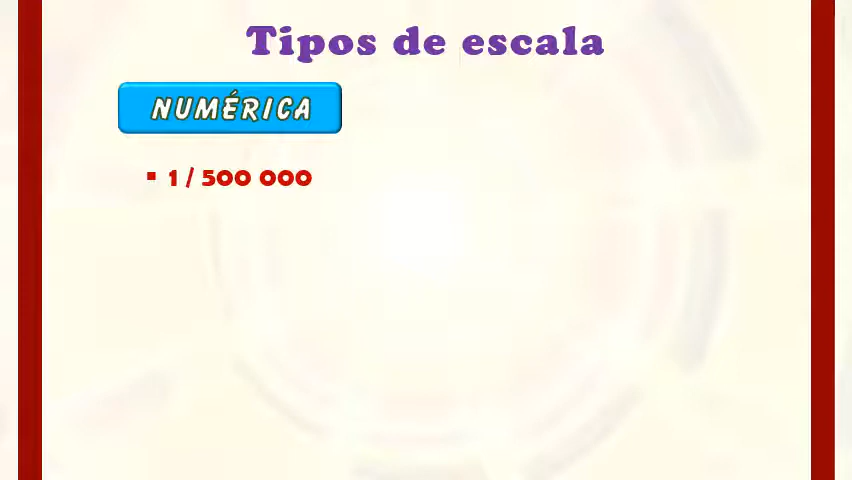 Tipos de escala
NUMÉRICA
▪ 1 / 500 000